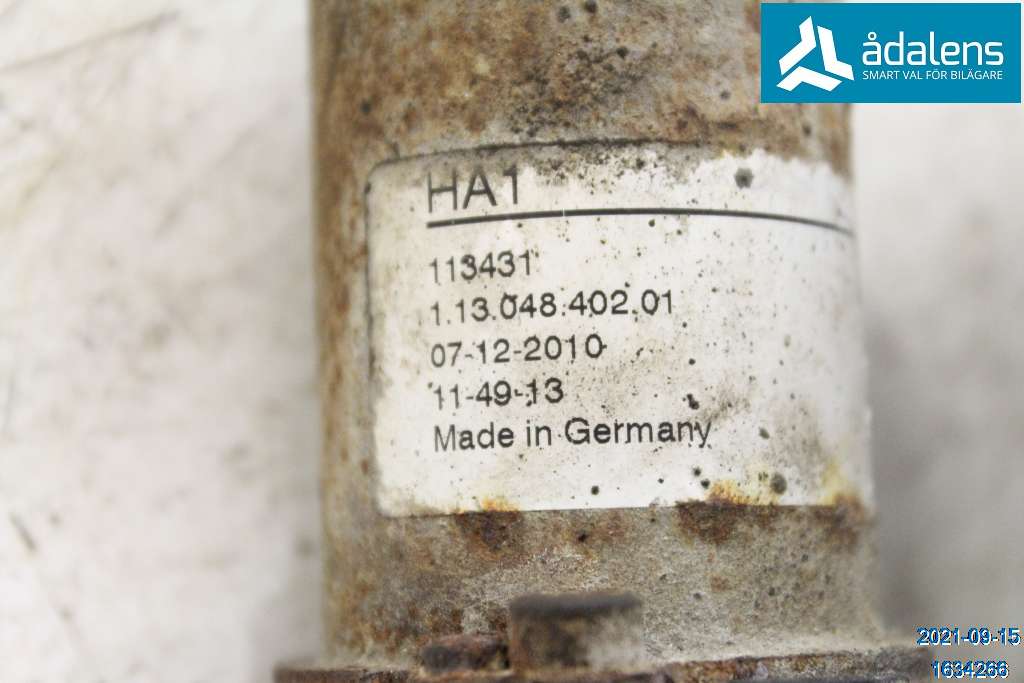 ådalens
SMART VAL FÖR BILÄGARE
HA1
113431
1.13.048.402.01
07-12-2010
11-49-13
Made in Germany
2021-09-15
1634266